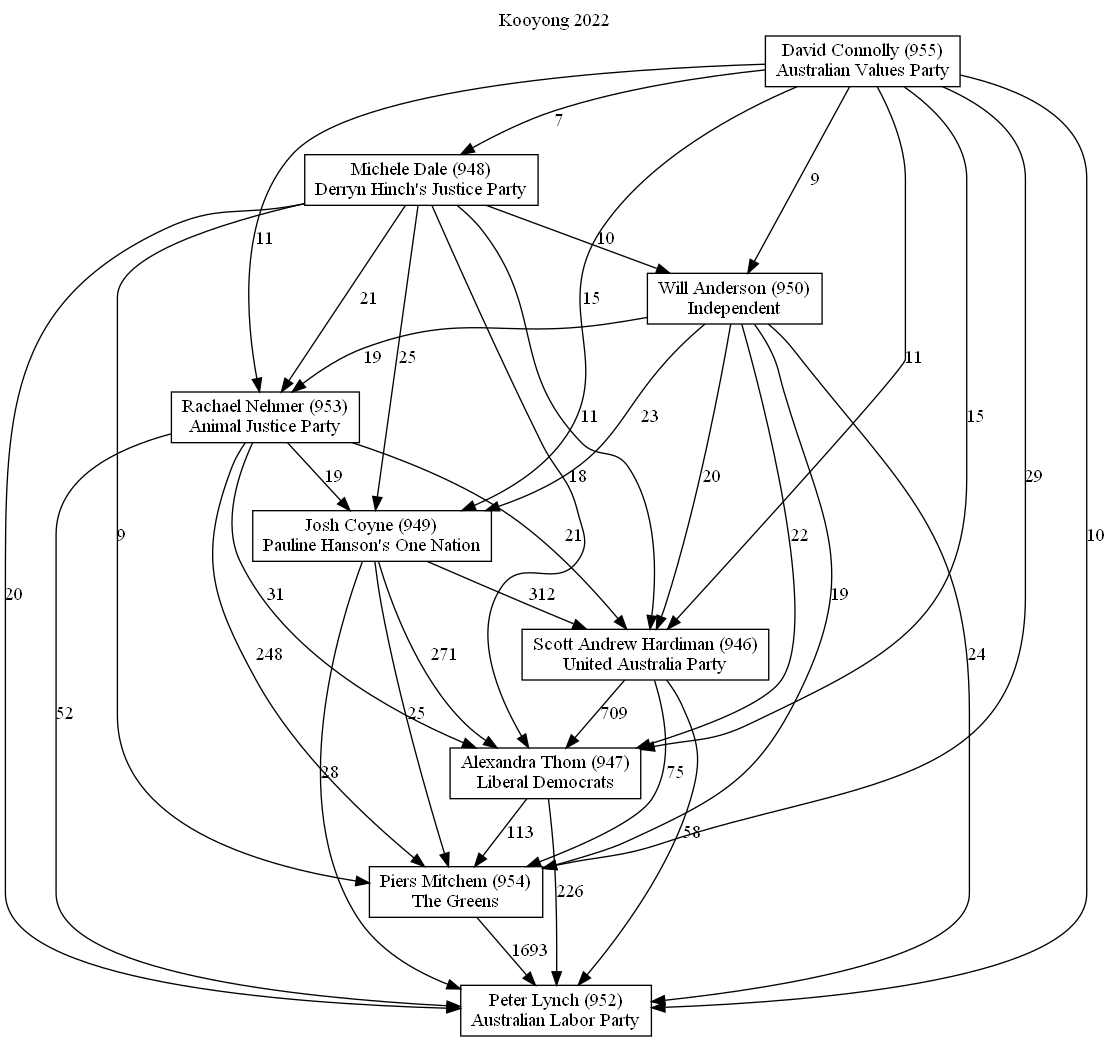 Kooyong 2022
David Connolly (955)
Australian Values Party
7
Michele Dale (948)
Derryn Hinch's Justice Party
9
11
10
Will Anderson (950)
Independent
21
15
19
25
11
Rachael Nehmer (953)
Animal Justice Party
11
23
15
19
18
20
29
Josh Coyne (949)
Pauline Hanson's One Nation
9
21
22
10
20
31
312
19
Scott Andrew Hardiman (946)
United Australia Party
248
271
24
52
25
709
Alexandra Thom (947)
Liberal Democrats
28
75
113
58
Piers Mitchem (954)
The Greens
226
1693
Peter Lynch (952)
Australian Labor Party